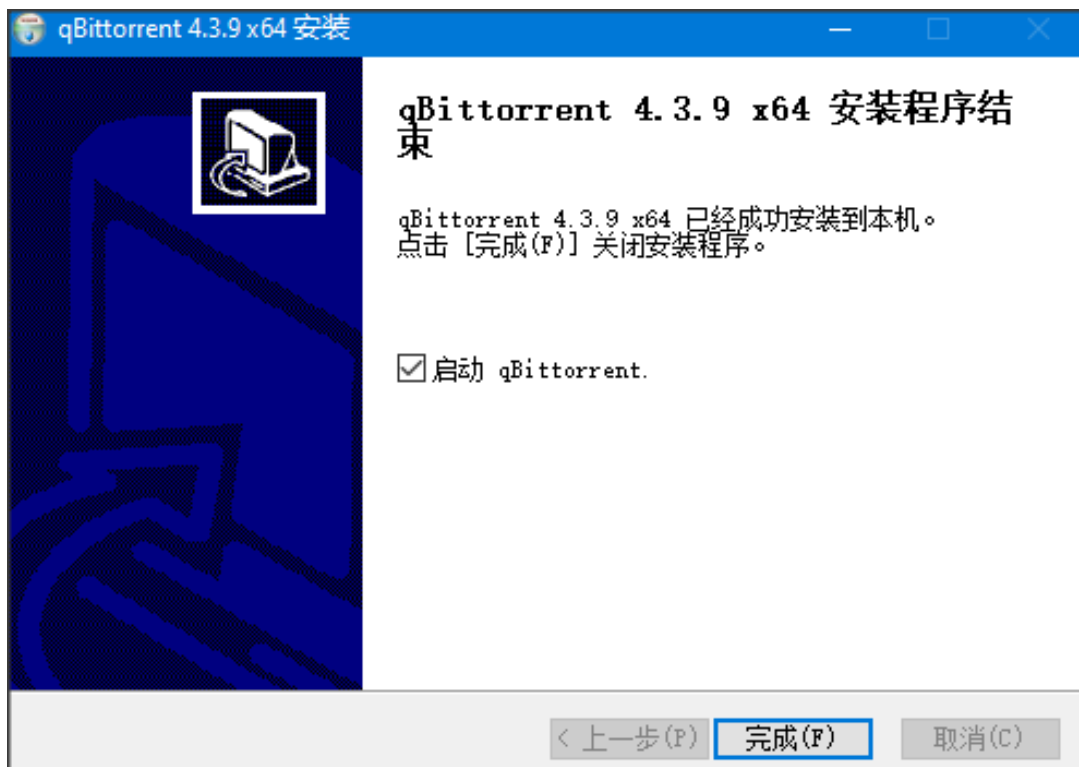 qBittorrent 4.3.9 x64 安装
qBittorrent 4.3.9 x64 安装程序结
束
qBittorrent 4.3.9 x64 已经成功安装到本机。
点击 [完成(F)] 关闭安装程序。
启动 qBittorrent.
< 上一步(P) 完成(F) 取消(C)